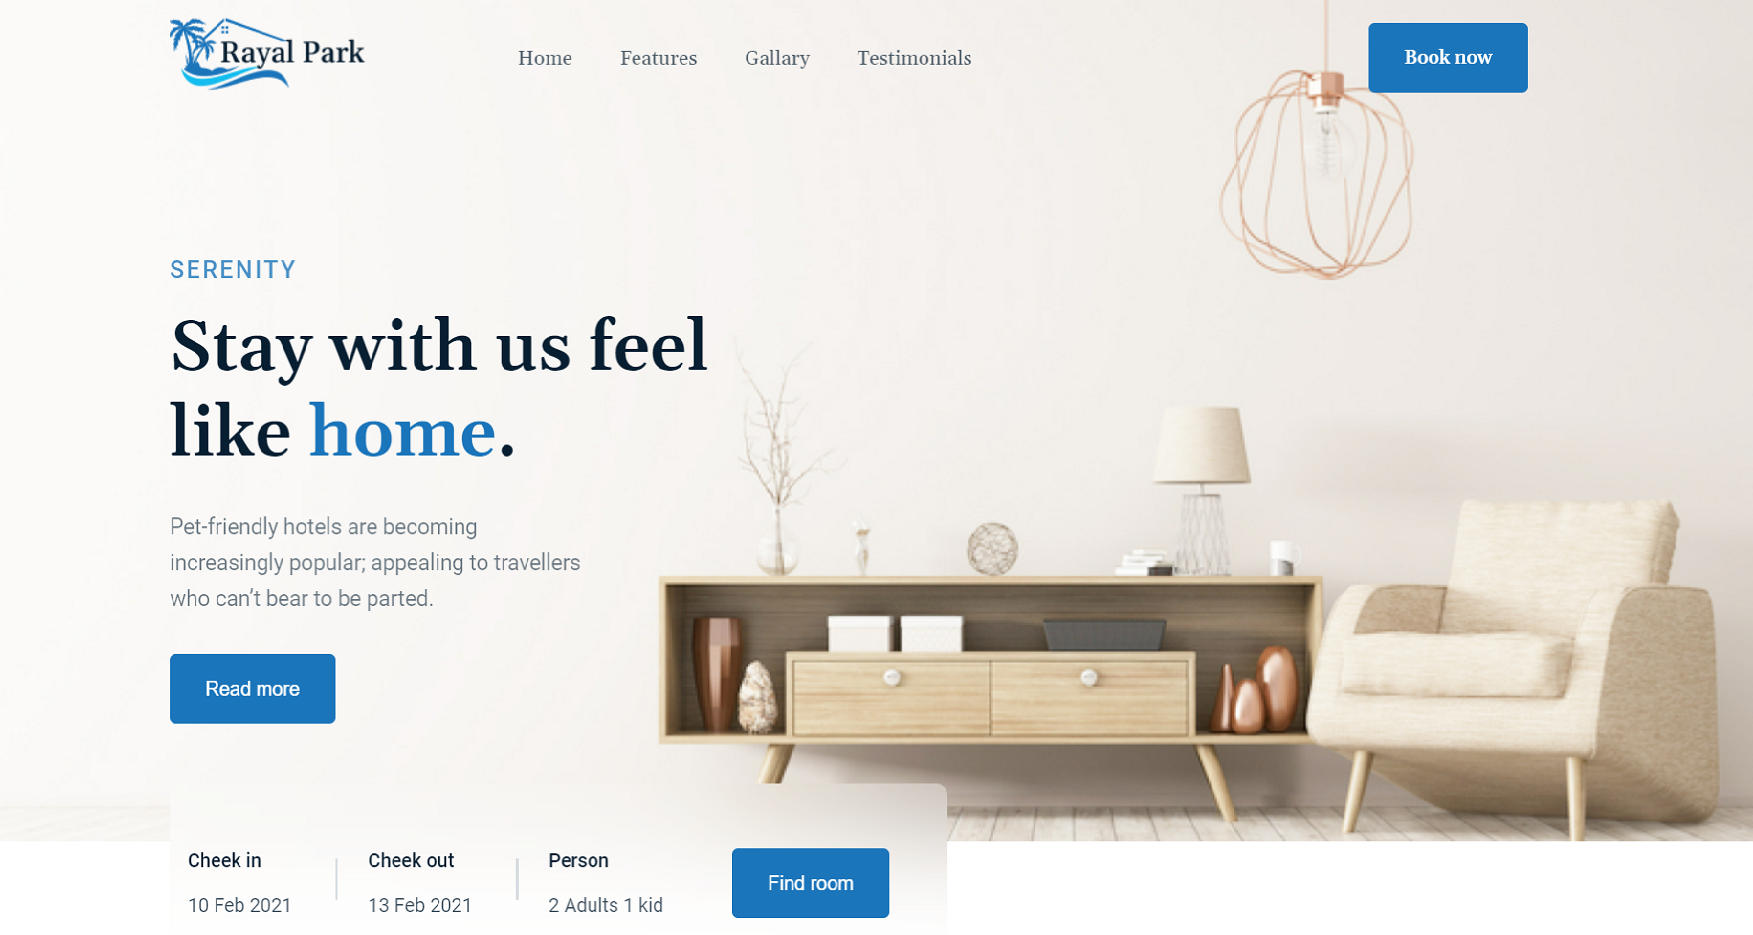 Rayal Park
Home Features Gallary Testimonials
Book now
SERENITY
Stay with us feel
like home.
Pet-friendly hotels are becoming
increasingly popular; appealing to travellers
who can’t bear to be parted.
Read more
Cheek in Cheek out Person
Find room
10 Feb 2021 13 Feb 2021 2 Adults 1 kid